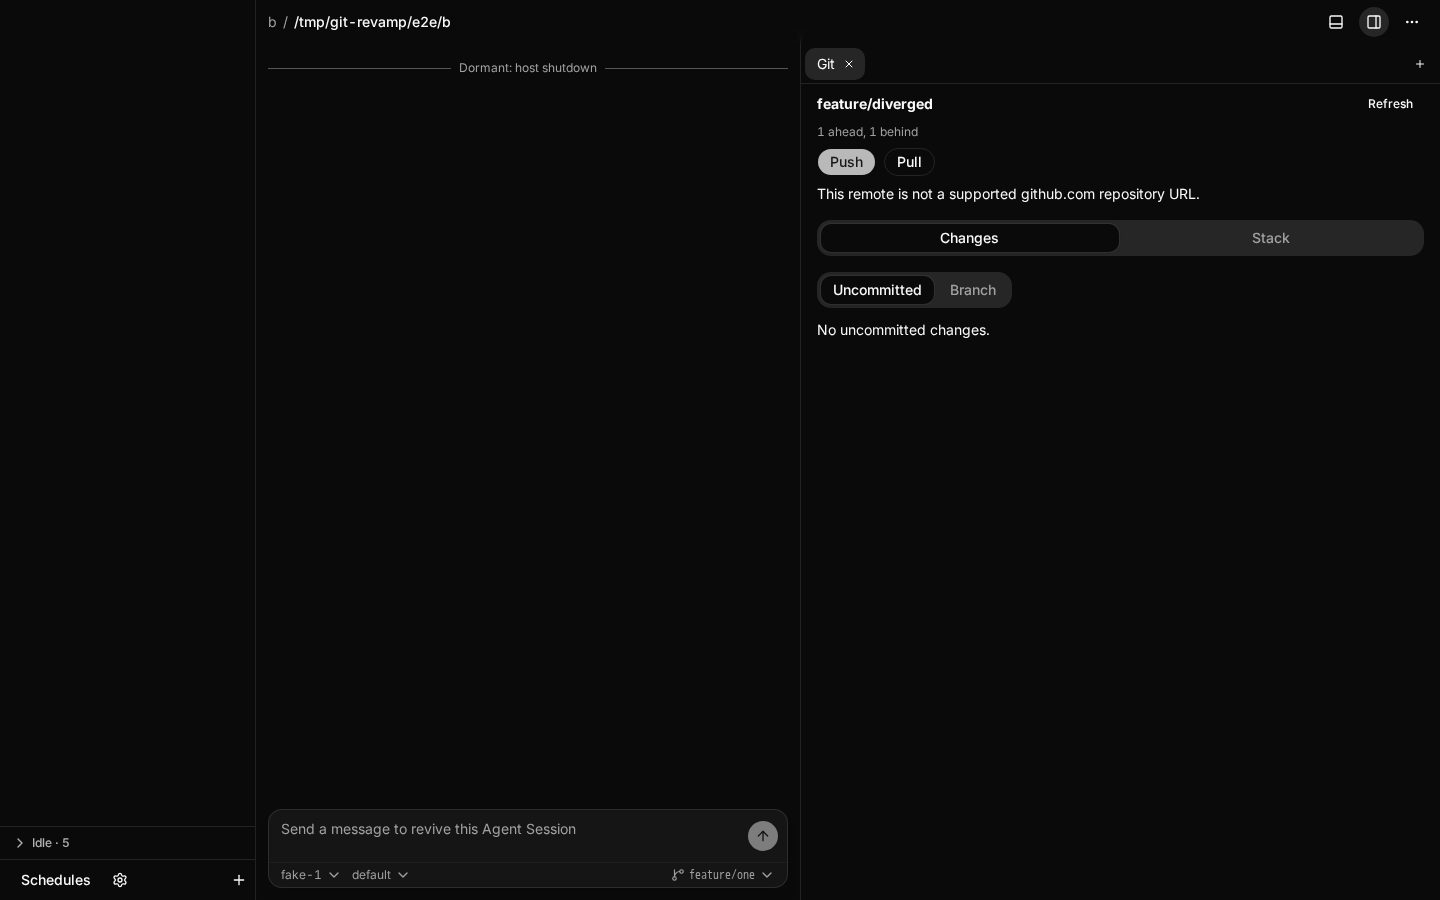 b / /tmp/git-revamp/e2e/b
Dormant: host shutdown
Git
feature/diverged
Refresh
1 ahead, 1 behind
Push
Pull
This remote is not a supported github.com repository URL.
Changes
Stack
Uncommitted
Branch
No uncommitted changes.
Send a message to revive this Agent Session
fake-1
default
feature/one
Idle · 5
Schedules